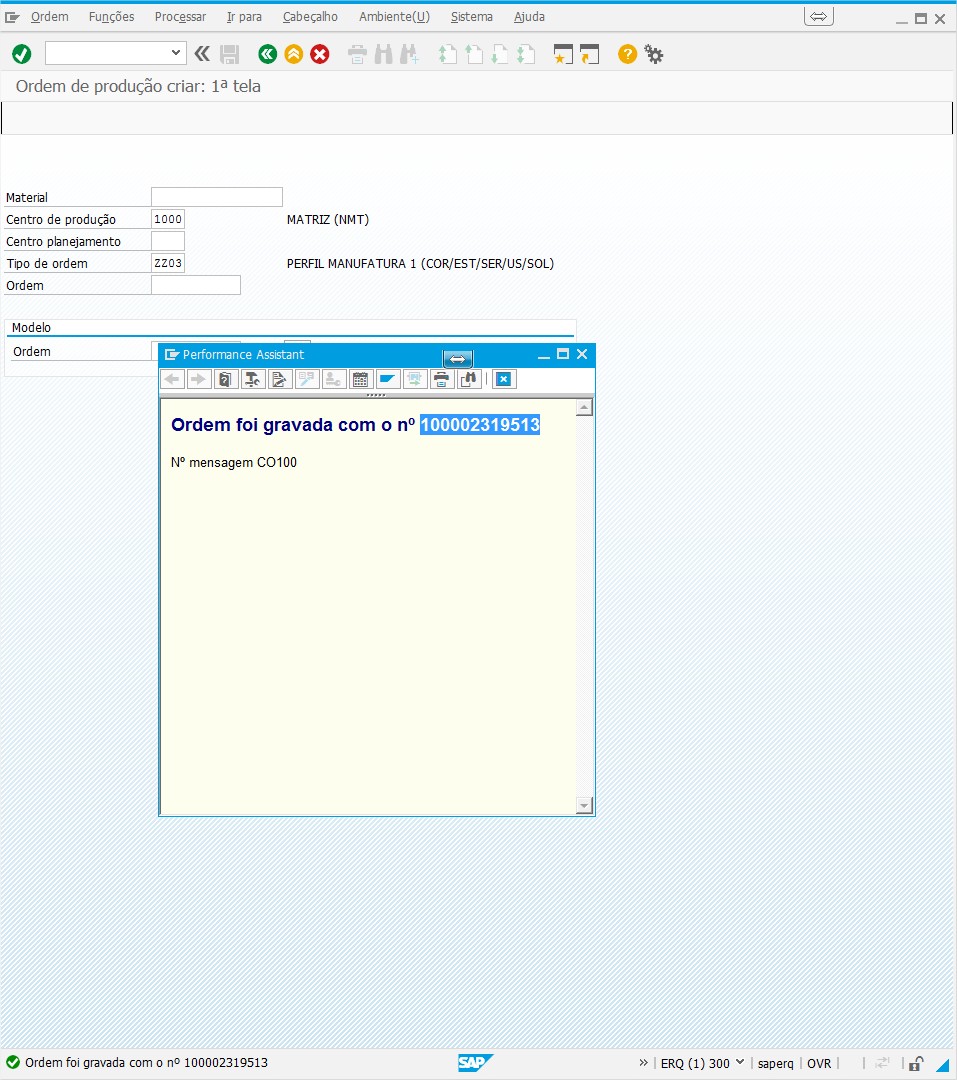 Ordem Funções Processar Ir para Cabeçalho Ambiente(U) Sistema Ajuda
Ordem de produção criar: 1ª tela
Material
Centro de produção 1000 MATRIZ (NMT)
Centro planejamento
Tipo de ordem ZZ03 PERFIL MANUFATURA 1 (COR/EST/SER/US/SOL)
Ordem
Modelo
Ordem
Performance Assistant
Ordem foi gravada com o nº 100002319513
Nº mensagem CO100
Ordem foi gravada com o nº 100002319513 SAP ERQ (1) 300 saperq OVR